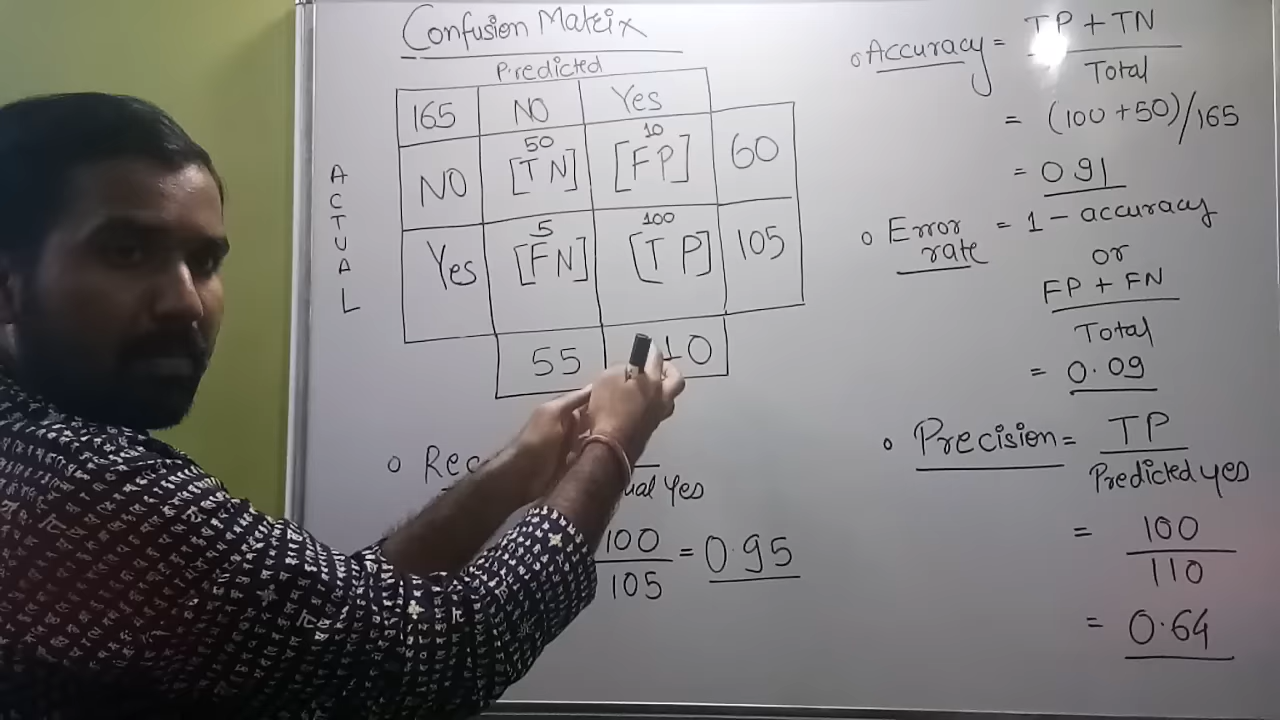 Confusion Matrix
Predicted
165 NO Yes
ACTUAL
NO 50 [TN] 10 [FP] 60
Yes 5 [FN] 100 [TP] 105
55 10
o Accuracy = TP + TN
Total
= (100 + 50)/165
= 0.91
o Error rate = 1 - accuracy
or
FP + FN
Total
= 0.09
o Precision = TP
Predicted yes
= 100
110
= 0.64
o Rec
Yes
100
105
= 0.95